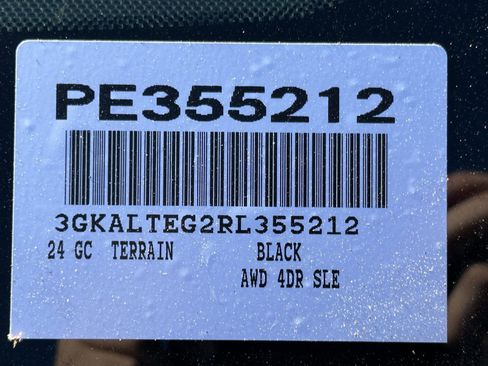 PE355212
3GKALTEG2RL355212
24 GC TERRAIN BLACK
AWD 4DR SLE